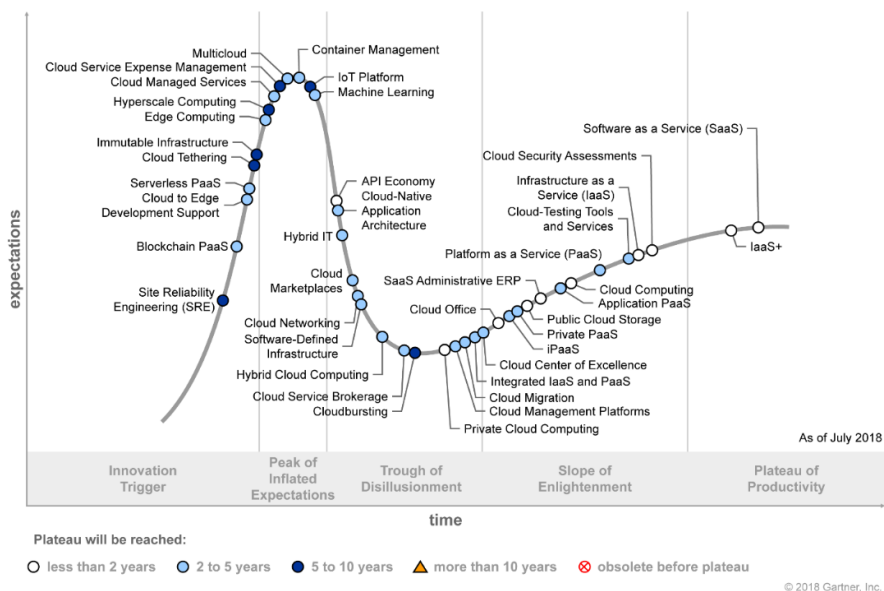 Multicloud
Container Management
Cloud Service Expense Management
IoT Platform
Cloud Managed Services
Machine Learning
Hyperscale Computing
Edge Computing
Immutable Infrastructure
Cloud Tethering
Serverless PaaS
Cloud to Edge
Development Support
Blockchain PaaS
Site Reliability
Engineering (SRE)
API Economy
Cloud-Native
Application
Architecture
Hybrid IT
Cloud
Marketplaces
Cloud Networking
Software-Defined
Infrastructure
Hybrid Cloud Computing
Cloud Service Brokerage
Cloudbursting
Software as a Service (SaaS)
Cloud Security Assessments
Infrastructure as a
Service (IaaS)
Cloud-Testing Tools
and Services
Platform as a Service (PaaS)
IaaS+
SaaS Administrative ERP
Cloud Computing
Application PaaS
Cloud Office
Public Cloud Storage
Private PaaS
iPaaS
Cloud Center of Excellence
Integrated IaaS and PaaS
Cloud Migration
Cloud Management Platforms
Private Cloud Computing
expectations
As of July 2018
Innovation
Trigger
Peak of
Inflated
Expectations
Trough of
Disillusionment
Slope of
Enlightenment
Plateau of
Productivity
time
Plateau will be reached:
less than 2 years
2 to 5 years
5 to 10 years
more than 10 years
obsolete before plateau
© 2018 Gartner, Inc.